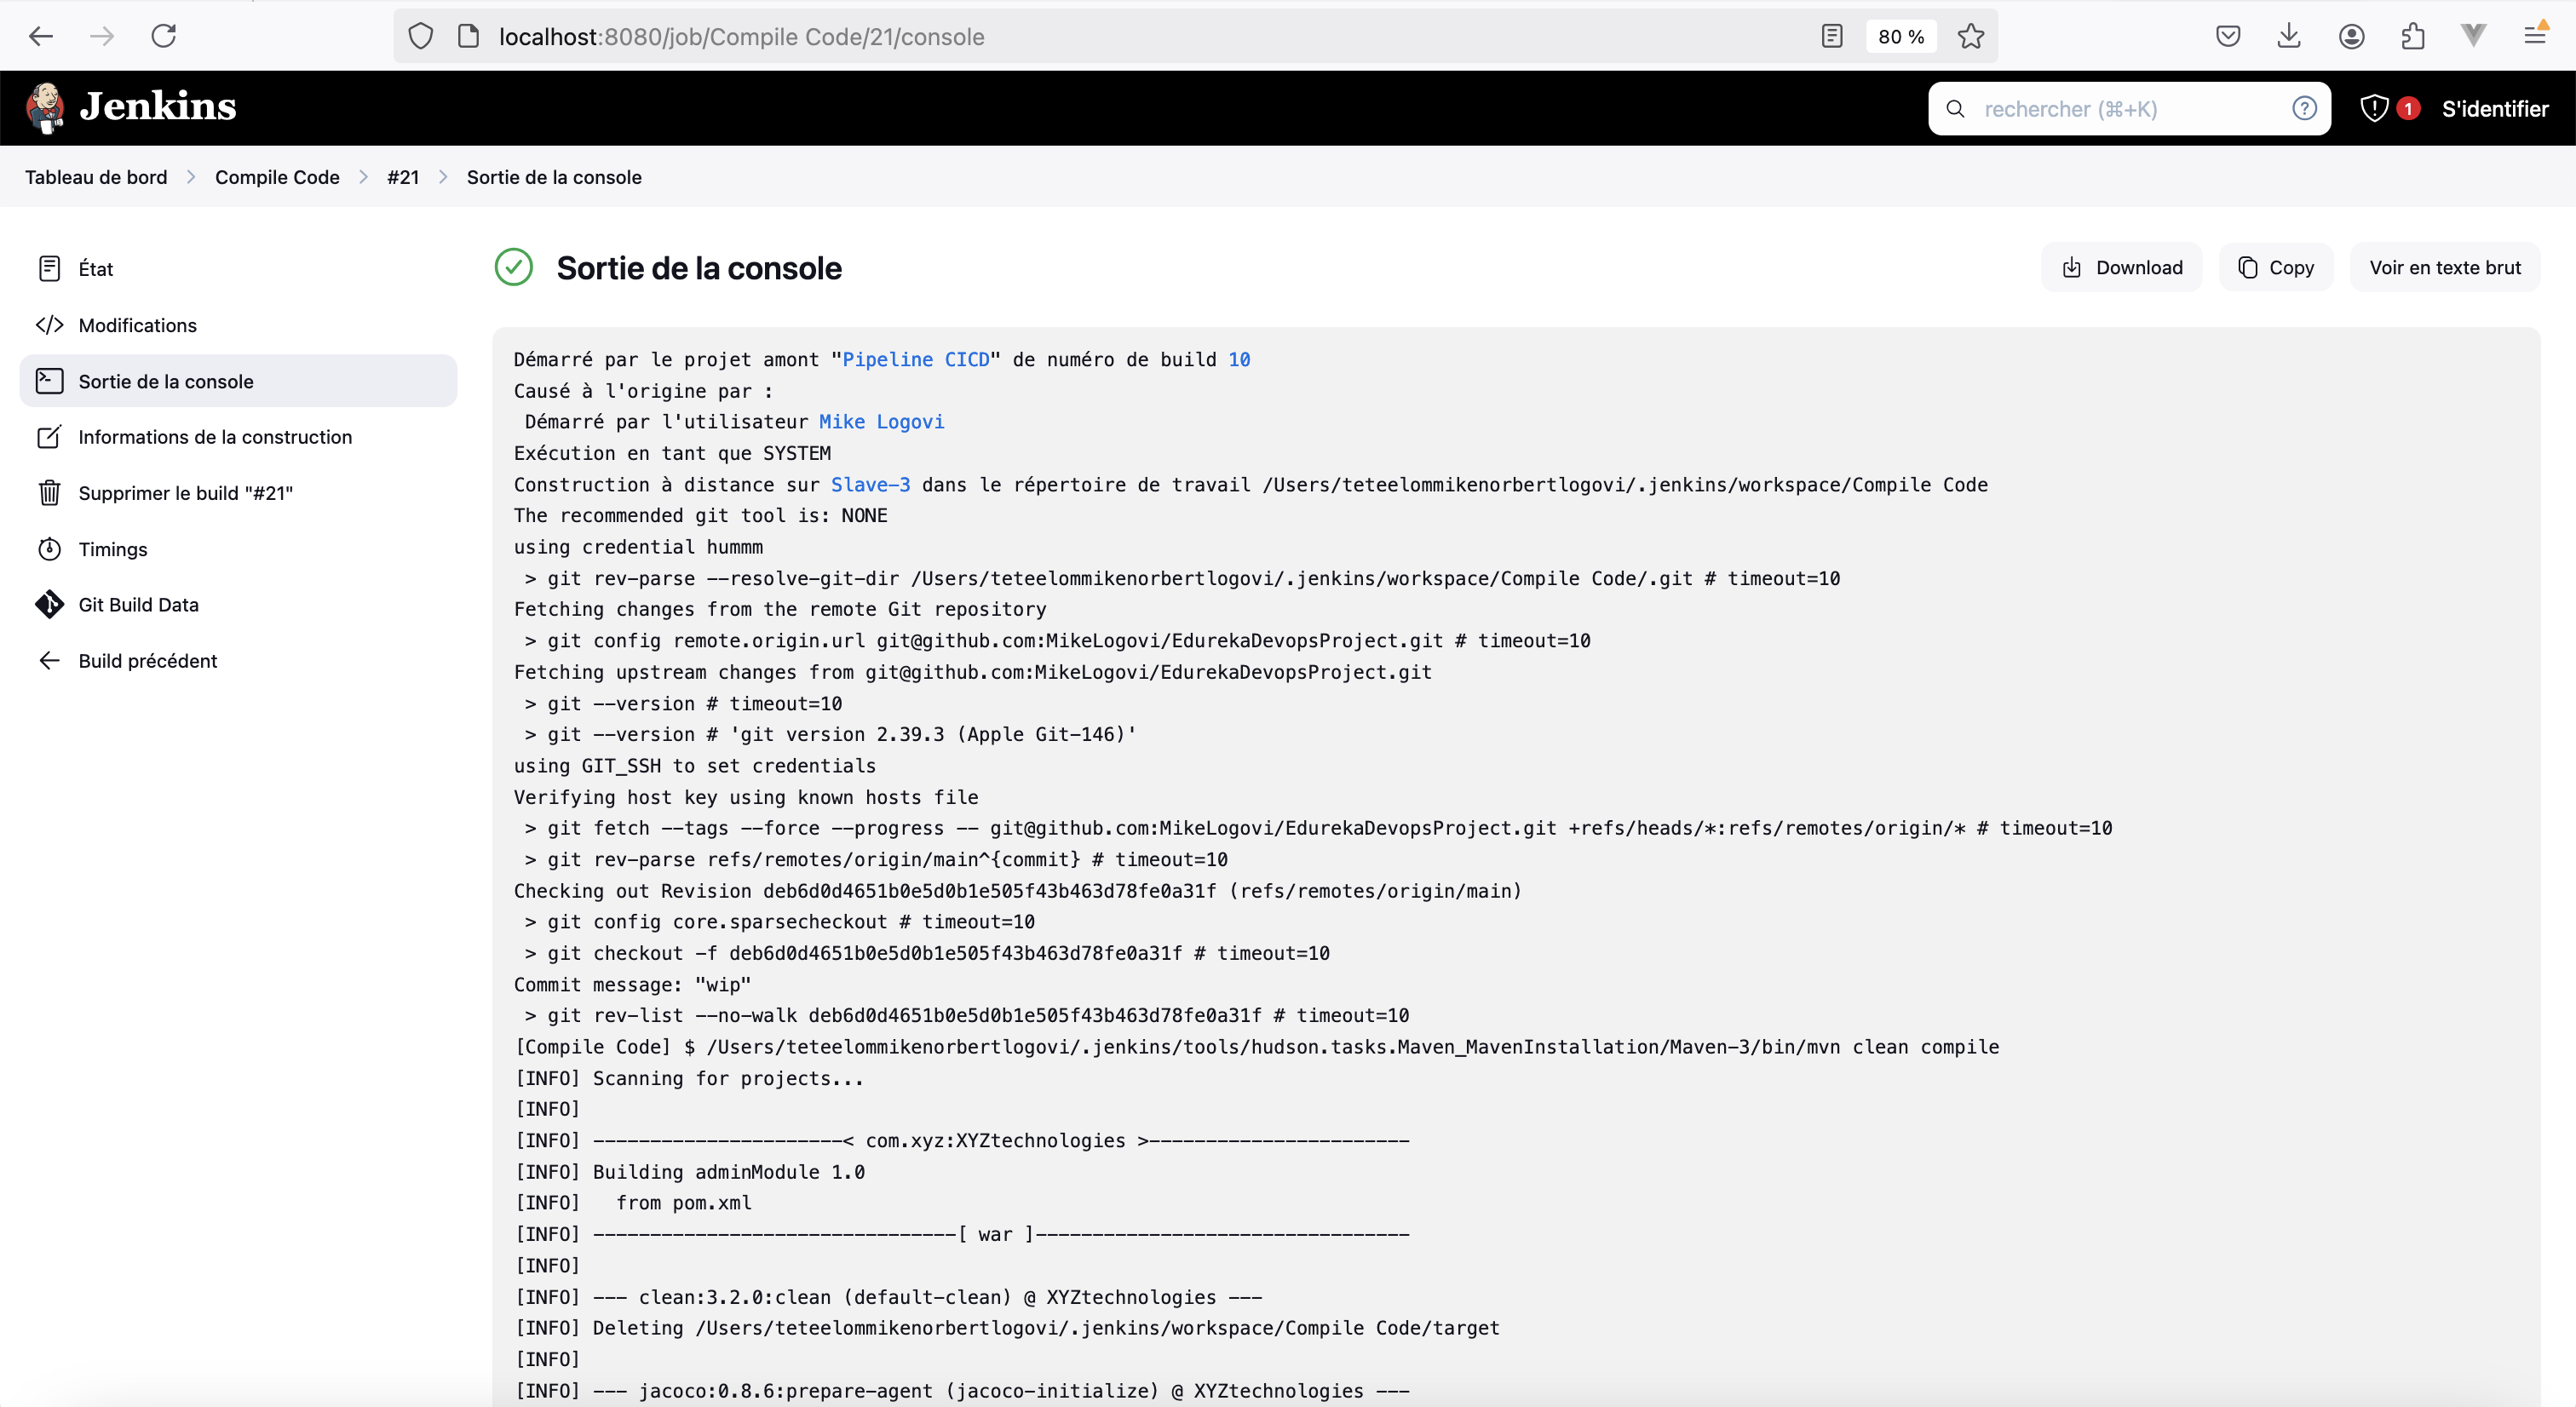 localhost:8080/job/Compile Code/21/console
80 %
Jenkins
rechercher (⌘+K)
1
S'identifier
Tableau de bord
Compile Code
#21
Sortie de la console
État
Modifications
Sortie de la console
Informations de la construction
Supprimer le build "#21"
Timings
Git Build Data
Build précédent
Sortie de la console
Download
Copy
Voir en texte brut
Démarré par le projet amont "Pipeline CICD" de numéro de build 10
Causé à l'origine par :
Démarré par l'utilisateur Mike Logovi
Exécution en tant que SYSTEM
Construction à distance sur Slave-3 dans le répertoire de travail /Users/teteelommikenorbertlogovi/.jenkins/workspace/Compile Code
The recommended git tool is: NONE
using credential hummm
> git rev-parse --resolve-git-dir /Users/teteelommikenorbertlogovi/.jenkins/workspace/Compile Code/.git # timeout=10
Fetching changes from the remote Git repository
> git config remote.origin.url git@github.com:MikeLogovi/EdurekaDevopsProject.git # timeout=10
Fetching upstream changes from git@github.com:MikeLogovi/EdurekaDevopsProject.git
> git --version # timeout=10
> git --version # 'git version 2.39.3 (Apple Git-146)'
using GIT_SSH to set credentials
Verifying host key using known hosts file
> git fetch --tags --force --progress -- git@github.com:MikeLogovi/EdurekaDevopsProject.git +refs/heads/*:refs/remotes/origin/* # timeout=10
> git rev-parse refs/remotes/origin/main^{commit} # timeout=10
Checking out Revision deb6d0d4651b0e5d0b1e505f43b463d78fe0a31f (refs/remotes/origin/main)
> git config core.sparsecheckout # timeout=10
> git checkout -f deb6d0d4651b0e5d0b1e505f43b463d78fe0a31f # timeout=10
Commit message: "wip"
> git rev-list --no-walk deb6d0d4651b0e5d0b1e505f43b463d78fe0a31f # timeout=10
[Compile Code] $ /Users/teteelommikenorbertlogovi/.jenkins/tools/hudson.tasks.Maven_MavenInstallation/Maven-3/bin/mvn clean compile
[INFO] Scanning for projects...
[INFO]
[INFO] ----------------------< com.xyz:XYZtechnologies >-----------------------
[INFO] Building adminModule 1.0
[INFO]   from pom.xml
[INFO] --------------------------------[ war ]---------------------------------
[INFO]
[INFO] --- clean:3.2.0:clean (default-clean) @ XYZtechnologies ---
[INFO] Deleting /Users/teteelommikenorbertlogovi/.jenkins/workspace/Compile Code/target
[INFO]
[INFO] --- jacoco:0.8.6:prepare-agent (jacoco-initialize) @ XYZtechnologies ---